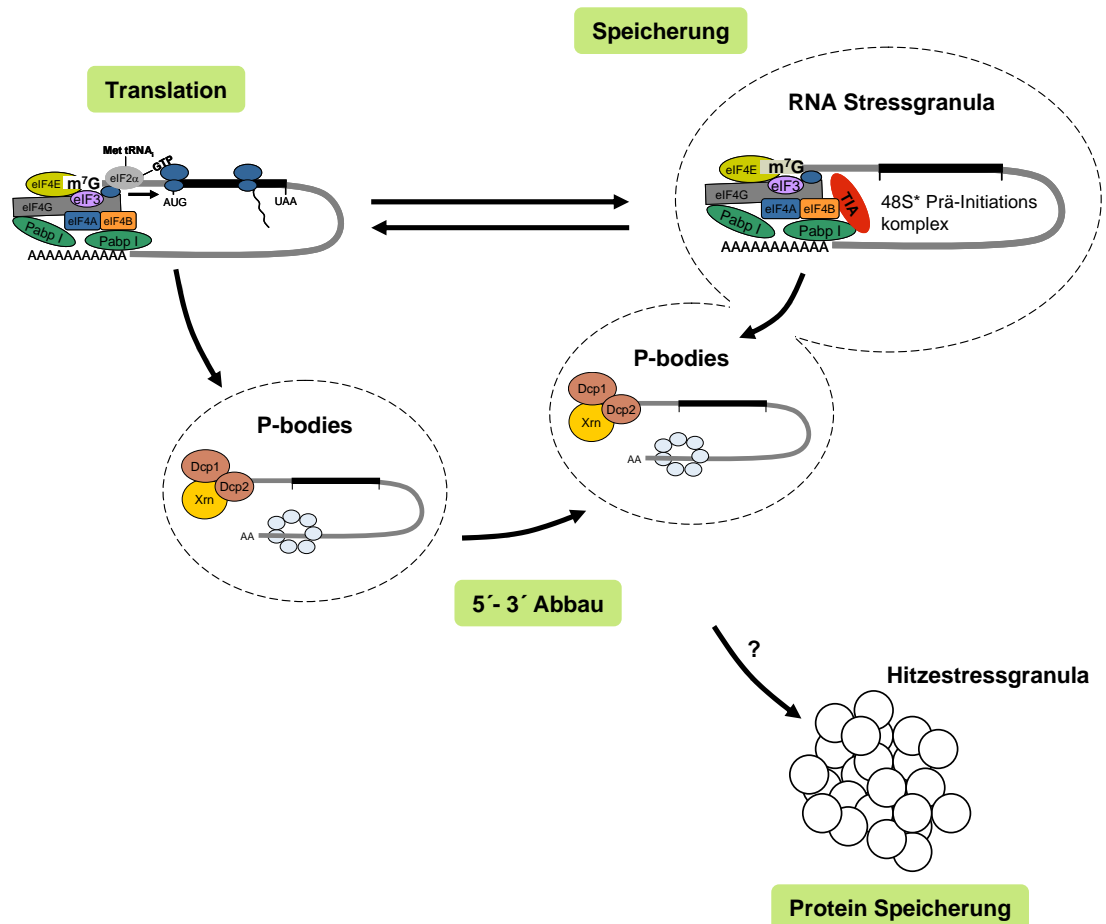 Speicherung
Translation
RNA Stressgranula
Met tRNAi
GTP
eIF2α
eIF4E
m7G
eIF3
eIF4G
eIF4A
eIF4B
Pabp I
Pabp I
AUG
UAA
AAAAAAAAAAA
eIF4E
m7G
eIF3
eIF4G
eIF4A
eIF4B
TIA
Pabp I
Pabp I
AAAAAAAAAAA
48S* Prä-Initiations
komplex
P-bodies
Dcp1
Dcp2
Xrn
AA
P-bodies
Dcp1
Dcp2
Xrn
AA
5´- 3´ Abbau
?
Hitzestressgranula
Protein Speicherung